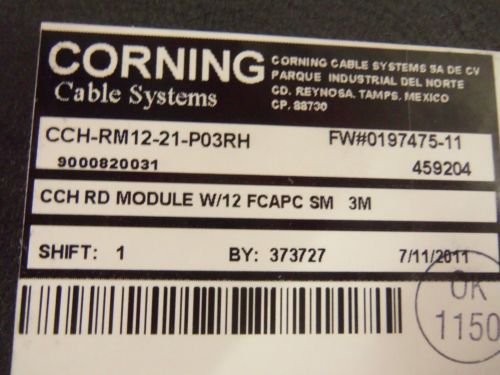 CORNING
Cable Systems
CORNING CABLE SYSTEMS SA DE CV
PARQUE INDUSTRIAL DEL NORTE
CD. REYNOSA, TAMPS. MEXICO
CP. 88730
CCH-RM12-21-P03RH FW#0197475-11
9000820031 459204
CCH RD MODULE W/12 FCAPC SM 3M
SHIFT: 1 BY: 373727 7/11/2011
OK
1150